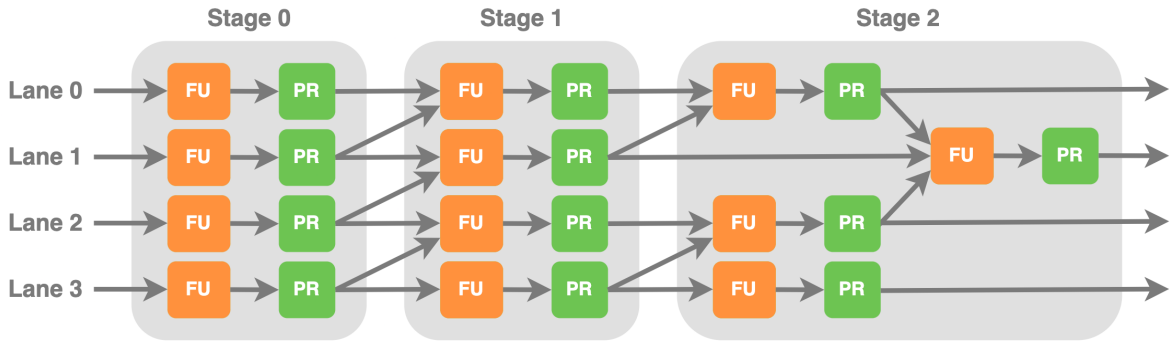 Stage 0 Stage 1 Stage 2
Lane 0 FU PR FU PR FU PR
Lane 1 FU PR FU PR FU PR
Lane 2 FU PR FU PR FU PR
Lane 3 FU PR FU PR FU PR